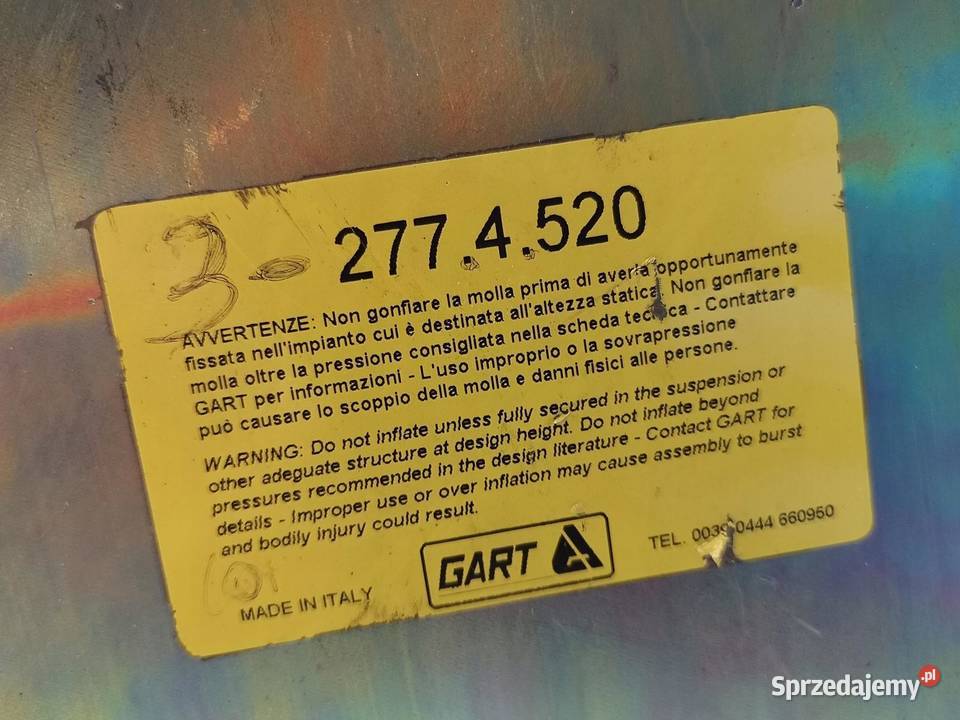 3-
277.4.520
AVVERTENZE: Non gonfiare la molla prima di averla opportunamente
fissata nell'impianto cui è destinata all'altezza statica. Non gonfiare la
molla oltre la pressione consigliata nella scheda tecnica - Contattare
GART per informazioni - L'uso improprio o la sovrapressione
può causare lo scoppio della molla e danni fisici alle persone.
WARNING: Do not inflate unless fully secured in the suspension or
other adeguate structure at design height. Do not inflate beyond
pressures recommended in the design literature - Contact GART for
details - Improper use or over inflation may cause assembly to burst
and bodily injury could result.
MADE IN ITALY
GART
TEL. 0039 0444 660950
Sprzedajemy.pl